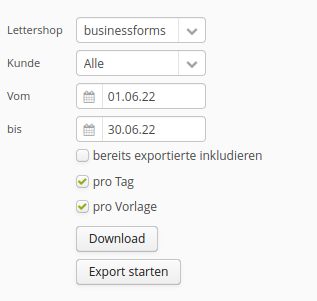 Lettershop businessforms
Kunde Alle
Vom 01.06.22
bis 30.06.22
bereits exportierte inkludieren
pro Tag
pro Vorlage
Download
Export starten